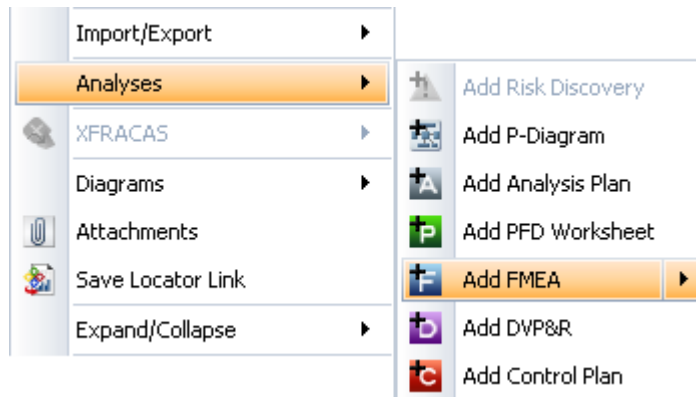 Import/Export
Analyses
XFRACAS
Diagrams
Attachments
Save Locator Link
Expand/Collapse
Add Risk Discovery
Add P-Diagram
A Add Analysis Plan
P Add PFD Worksheet
F Add FMEA
D Add DVP&R
C Add Control Plan